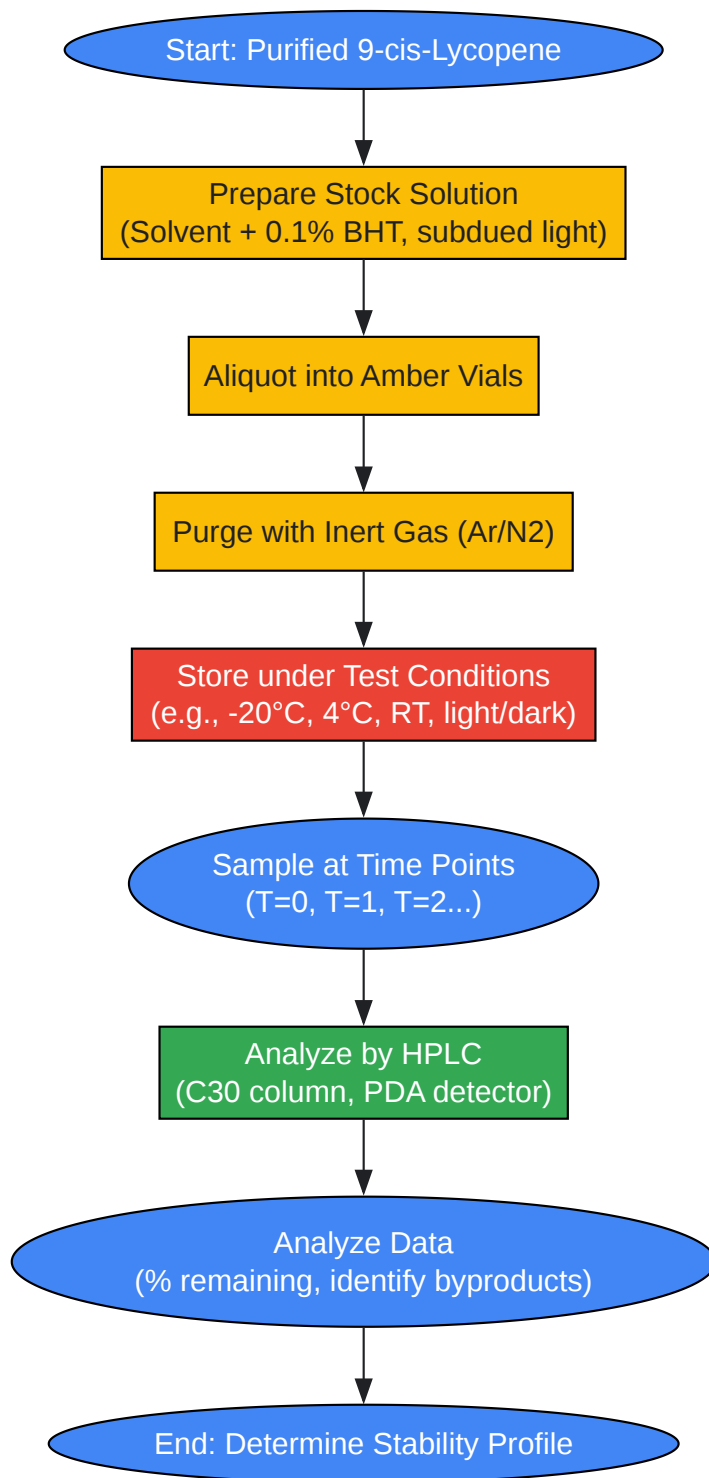 Start: Purified 9-cis-Lycopene
Prepare Stock Solution
(Solvent + 0.1% BHT, subdued light)
Aliquot into Amber Vials
Purge with Inert Gas (Ar/N2)
Store under Test Conditions
(e.g., -20°C, 4°C, RT, light/dark)
Sample at Time Points
(T=0, T=1, T=2...)
Analyze by HPLC
(C30 column, PDA detector)
Analyze Data
(% remaining, identify byproducts)
End: Determine Stability Profile